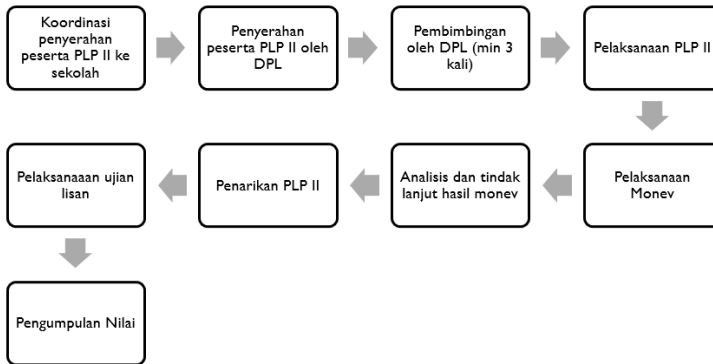 Koordinasi
penyerahan
peserta PLP II ke
sekolah
Penyerahan
peserta PLP II oleh
DPL
Pembimbingan
oleh DPL (min 3
kali)
Pelaksanaan PLP II
Pelaksanaan
Monev
Analisis dan tindak
lanjut hasil monev
Penarikan PLP II
Pelaksanaaan ujian
lisan
Pengumpulan Nilai